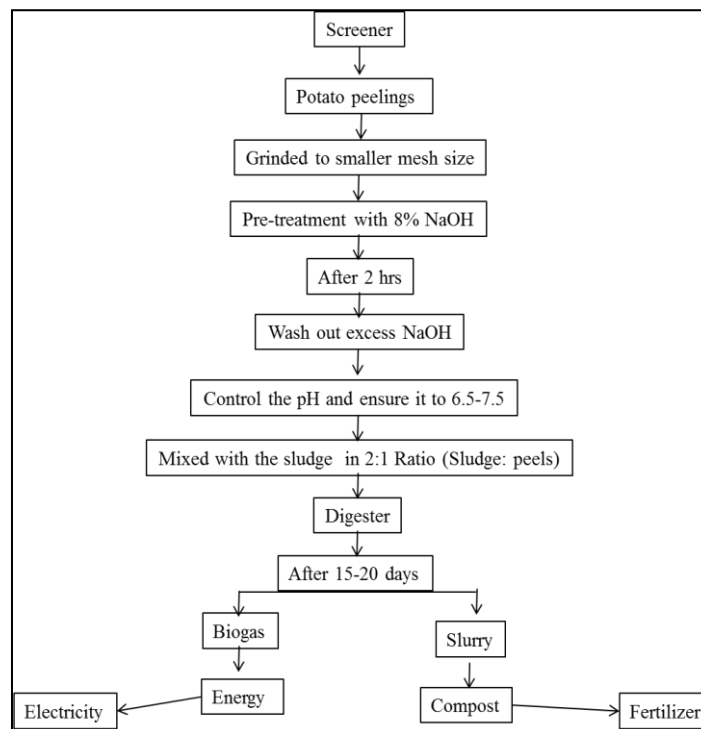 Screener
Potato peelings
Grinded to smaller mesh size
Pre-treatment with 8% NaOH
After 2 hrs
Wash out excess NaOH
Control the pH and ensure it to 6.5-7.5
Mixed with the sludge in 2:1 Ratio (Sludge: peels)
Digester
After 15-20 days
Biogas
Slurry
Energy
Compost
Electricity
Fertilizer